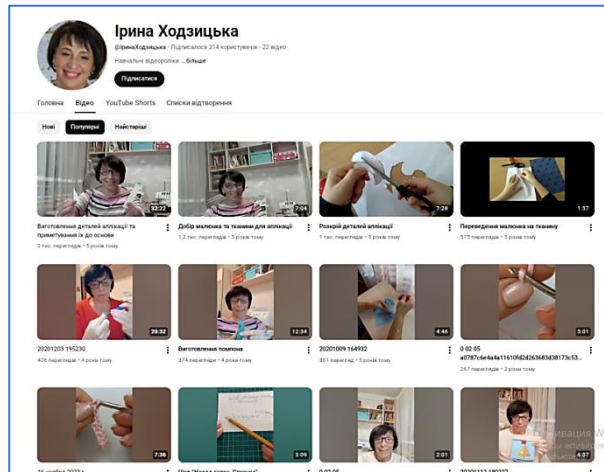 Ірина Ходзицька
@ІринаХодзицька · Підписалося 214 користувачів · 22 відео
Навчальні відеоролики ...більше
Підписатися
Головна Відео YouTube Shorts Списки відтворення
Нові Популярні Найстаріші
32:22 7:04 7:28 1:57
Виготовлення деталей аплікації та приметування їх до основи
2 тис. переглядів · 5 років тому
Добір малюнка та тканини для аплікації
1,2 тис. переглядів · 5 років тому
Розкрій деталей аплікації
1 тис. переглядів · 5 років тому
Переведення малюнка на тканину
575 переглядів · 5 років тому
20:32 12:34 4:46 5:01
20201203 195230
408 переглядів · 4 роки тому
Виготовлення помпона
374 перегляди · 4 роки тому
20201009 164932
301 перегляд · 5 років тому
0 02 05
267 переглядів · 2 роки тому
7:36 3:09 2:01 4:07
0 02 05